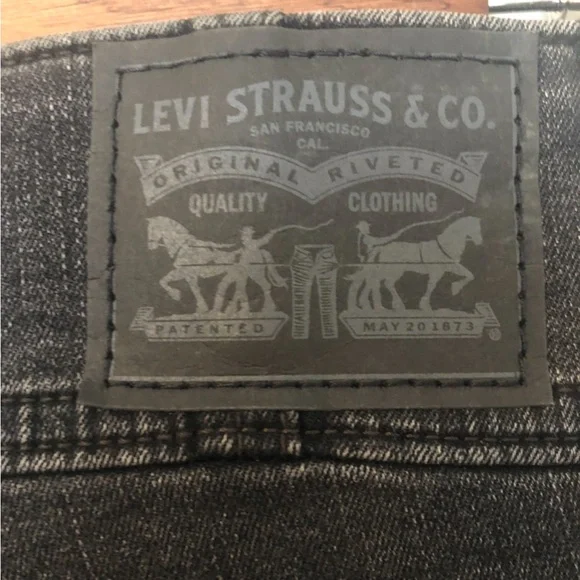 LEVI STRAUSS & CO.
SAN FRANCISCO
CAL.
ORIGINAL RIVETED
QUALITY CLOTHING
PATENTED MAY 20 1873
®